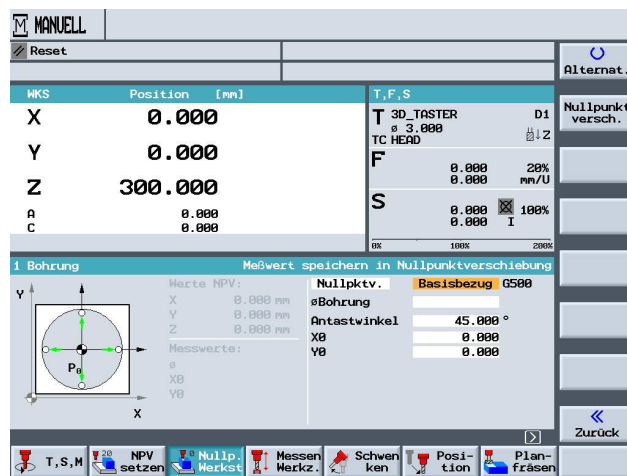 M MANUELL
Reset
Alternat.
WKS Position [mm] T,F,S
X 0.000
Y 0.000
Z 300.000
A 0.000
C 0.000
T 3D_TASTER D1
ø 3.000 Z
TC HEAD
F 0.000 20%
0.000 mm/U
S 0.000 100%
0.000 I
0% 100% 200%
Nullpunkt
versch.
1 Bohrung Meßwert speichern in Nullpunktverschiebung
Y
P0
X
Werte NPV:
X 0.000 mm
Y 0.000 mm
Z 0.000 mm
Messwerte:
ø
X0
Y0
Nullpktv. Basisbezug G500
øBohrung
Antastwinkel 45.000 °
X0 0.000
Y0 0.000
«
Zurück
T,S,M
NPV
setzen
Nullp.
Werkst
Messen
Werkz.
Schwen
ken
Posi-
tion
Plan-
fräsen